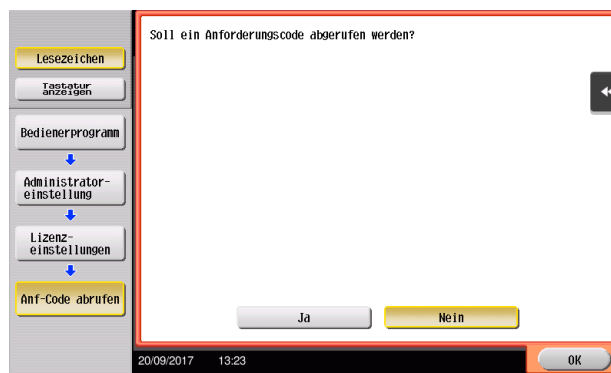 Soll ein Anforderungscode abgerufen werden?
Lesezeichen
Tastatur
anzeigen
Bedienerprogramm
Administrator-
einstellung
Lizenz-
einstellungen
Anf-Code abrufen
Ja
Nein
20/09/2017 13:23
OK